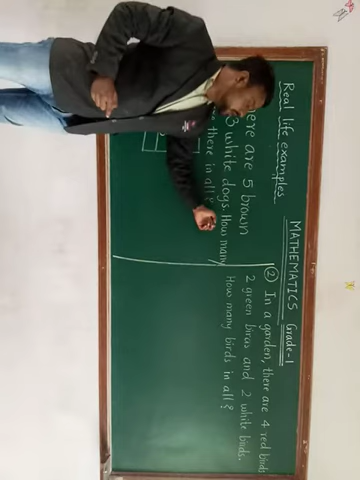 MATHEMATICS Grade-1
Real life examples
ere are 5 brown
3 white dogs. How many
there in all?
② In a garden, there are 4 red birds
2 green birds and 2 white birds.
How many birds in all?